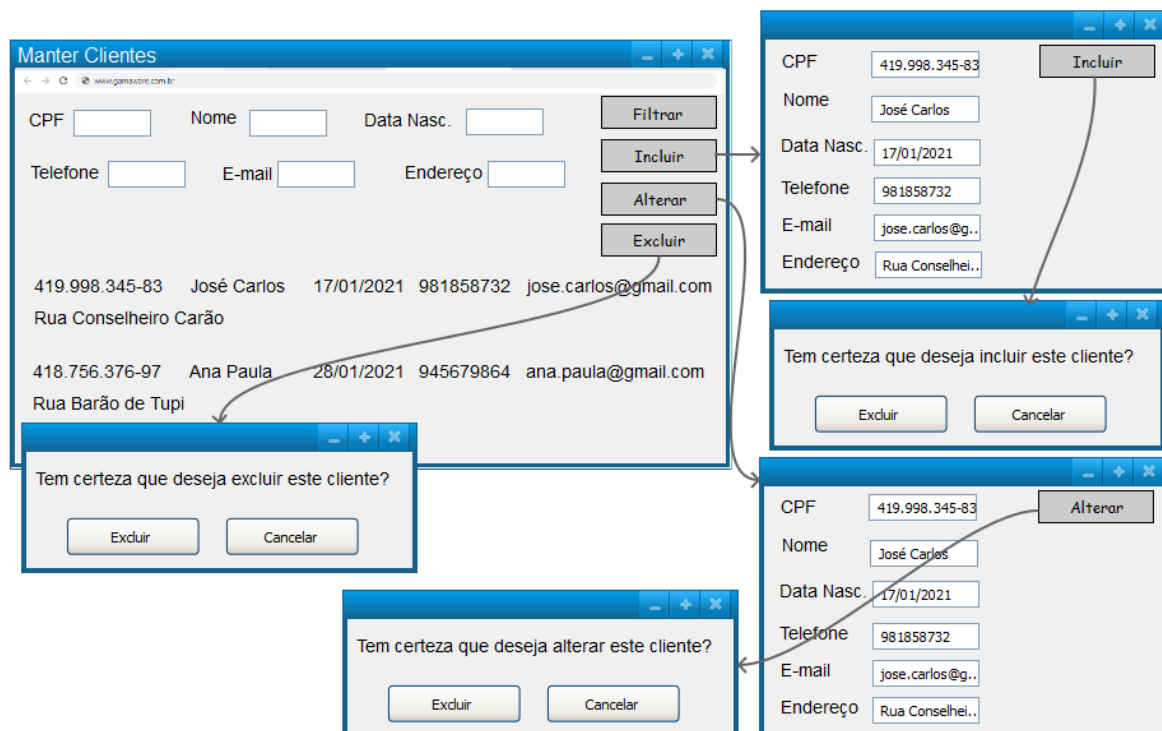 Manter Clientes
www.gamaware.com.br
CPF Nome Data Nasc. Filtrar
Incluir
Telefone E-mail Endereço
Alterar
Excluir
419.998.345-83 José Carlos 17/01/2021 981858732 jose.carlos@gmail.com
Rua Conselheiro Carão
418.756.376-97 Ana Paula 28/01/2021 945679864 ana.paula@gmail.com
Rua Barão de Tupi
CPF 419.998.345-83 Incluir
Nome José Carlos
Data Nasc. 17/01/2021
Telefone 981858732
E-mail jose.carlos@g..
Endereço Rua Conselhei..
Tem certeza que deseja incluir este cliente?
Excluir Cancelar
Tem certeza que deseja excluir este cliente?
Excluir Cancelar
CPF 419.998.345-83 Alterar
Nome José Carlos
Data Nasc. 17/01/2021
Telefone 981858732
E-mail jose.carlos@g..
Endereço Rua Conselhei..
Tem certeza que deseja alterar este cliente?
Excluir Cancelar